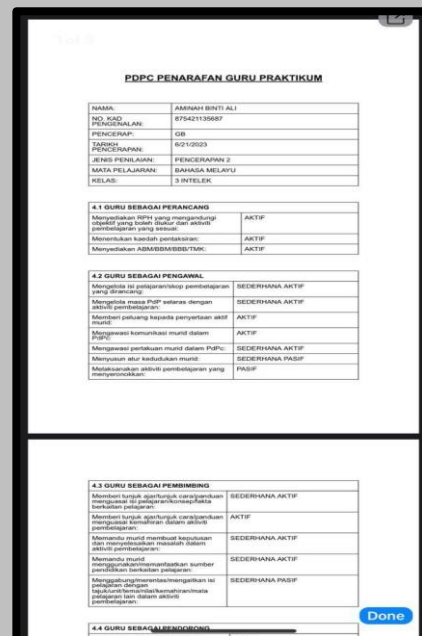 PDPC PENARAFAN GURU PRAKTIKUM
NAMA: AMINAH BINTI ALI
NO. KAD
PENGENALAN: 875421135687
PENCERAP: GB
TARIKH
PENCERAPAN: 6/21/2023
JENIS PENILAIAN: PENCERAPAN 2
MATA PELAJARAN: BAHASA MELAYU
KELAS: 3 INTELEK
4.1 GURU SEBAGAI PERANCANG
Menyediakan RPH yang mengandungi
objektif yang boleh diukur dan aktiviti
pembelajaran yang sesuai: AKTIF
Menentukan kaedah pentaksiran: AKTIF
Menyediakan ABM/BBM/BBB/TMK: AKTIF
4.2 GURU SEBAGAI PENGAWAL
Mengelola isi pelajaran/skop pembelajaran
yang dirancang: SEDERHANA AKTIF
Mengelola masa PdP selaras dengan
aktiviti pembelajaran: SEDERHANA AKTIF
Memberi peluang kepada penyertaan aktif
murid: AKTIF
Mengawasi komunikasi murid dalam
PdPc: AKTIF
Mengawasi perlakuan murid dalam PdPc: SEDERHANA AKTIF
Menyusun atur kedudukan murid: SEDERHANA PASIF
Melaksanakan aktiviti pembelajaran yang
menyeronokkan: PASIF
4.3 GURU SEBAGAI PEMBIMBING
Memberi tunjuk ajar/tunjuk cara/panduan
menguasai isi pelajaran/konsep/fakta
berkaitan pelajaran: SEDERHANA AKTIF
Memberi tunjuk ajar/tunjuk cara/panduan
menguasai kemahiran dalam aktiviti
pembelajaran: AKTIF
Memandu murid membuat keputusan
dan menyelesaikan masalah dalam
aktiviti pembelajaran: SEDERHANA AKTIF
Memandu murid
menggunakan/memanfaatkan sumber
pendidikan berkaitan pelajaran: SEDERHANA AKTIF
Menggabung/merentas/mengaitkan isi
pelajaran dengan
tajuk/unit/tema/nilai/kemahiran/mata
pelajaran lain dalam aktiviti
pembelajaran: SEDERHANA PASIF
Done
4.4 GURU SEBAGAI PENDORONG